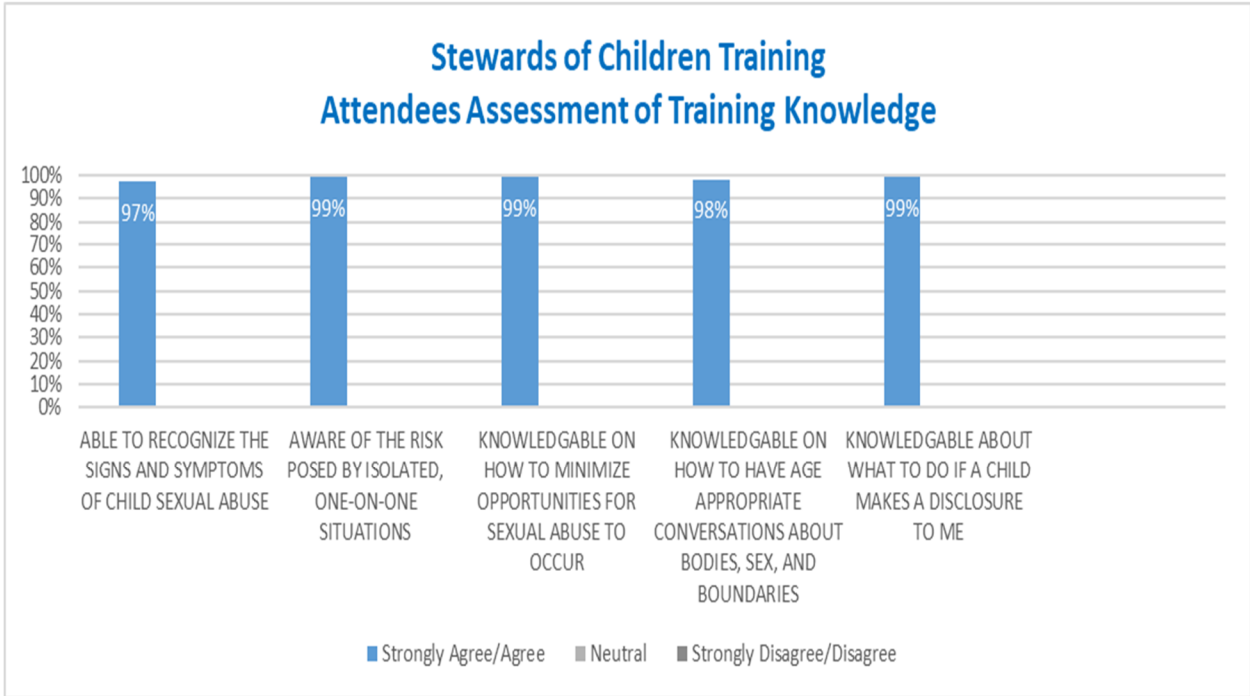 Stewards of Children Training
Attendees Assessment of Training Knowledge
100%
90%
80%
70%
60%
50%
40%
30%
20%
10%
0%
97%
99%
99%
98%
99%
ABLE TO RECOGNIZE THE
SIGNS AND SYMPTOMS
OF CHILD SEXUAL ABUSE
AWARE OF THE RISK
POSED BY ISOLATED,
ONE-ON-ONE
SITUATIONS
KNOWLEDGABLE ON
HOW TO MINIMIZE
OPPORTUNITIES FOR
SEXUAL ABUSE TO
OCCUR
KNOWLEDGABLE ON
HOW TO HAVE AGE
APPROPRIATE
CONVERSATIONS ABOUT
BODIES, SEX, AND
BOUNDARIES
KNOWLEDGABLE ABOUT
WHAT TO DO IF A CHILD
MAKES A DISCLOSURE
TO ME
Strongly Agree/Agree
Neutral
Strongly Disagree/Disagree